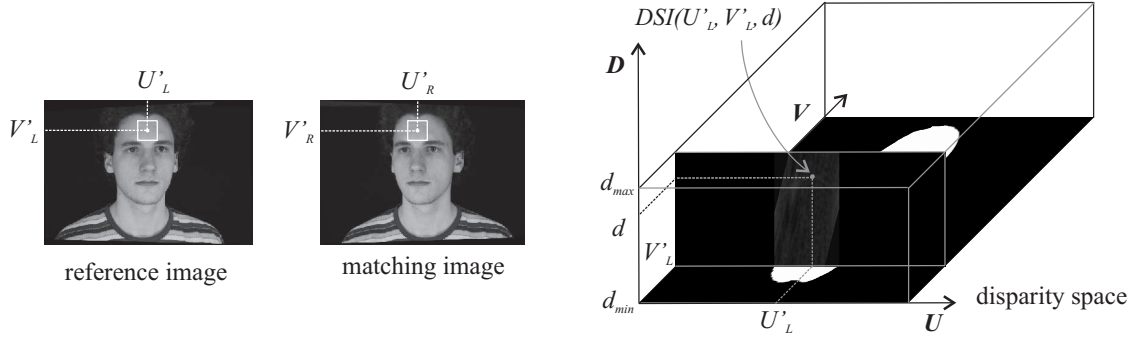 U'L
V'L
reference image
U'R
V'R
matching image
DSI(U'L, V'L, d)
D
V
dmax
d
V'L
dmin
U'L
U
disparity space